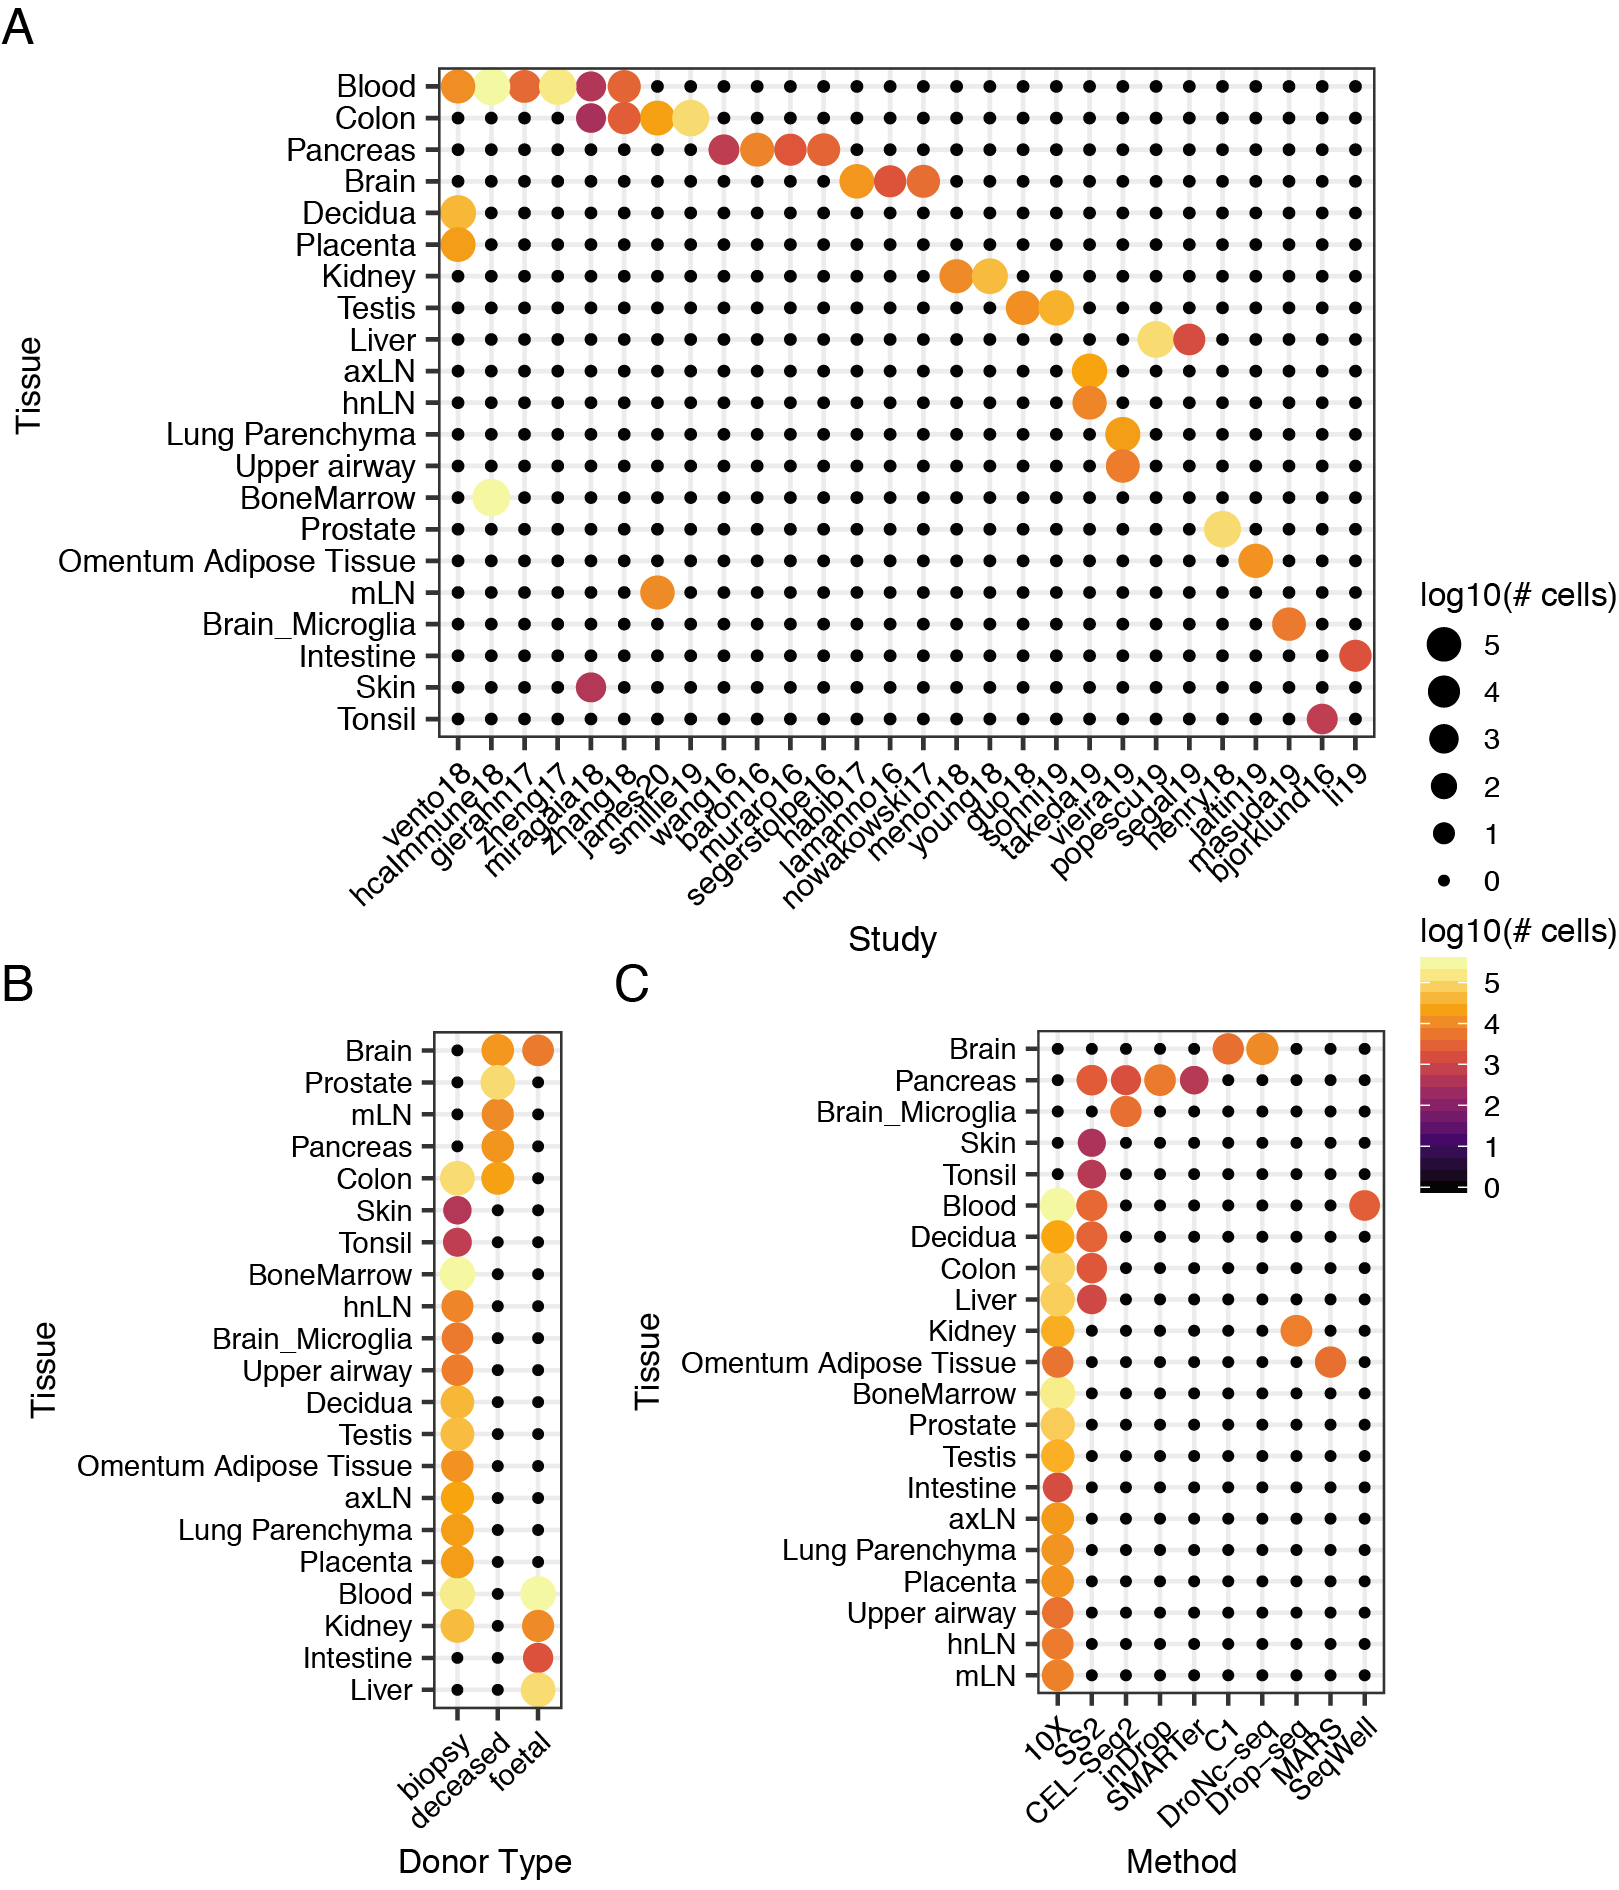 A
Tissue
Blood
Colon
Pancreas
Brain
Decidua
Placenta
Kidney
Testis
Liver
axLN
hnLN
Lung Parenchyma
Upper airway
BoneMarrow
Prostate
Omentum Adipose Tissue
mLN
Brain_Microglia
Intestine
Skin
Tonsil
vento18
hcaImmune18
gierahn17
zheng17
miragaia18
zhang18
james20
smillie19
wang16
baron16
muraro16
segerstolpe16
habib17
lamanno16
nowakowski17
menon18
young18
guo18
sohni19
takeda19
vieira19
popescu19
segal19
henry18
jaitin19
masuda19
bjorklund16
li19
Study
log10(# cells)
5
4
3
2
1
0
log10(# cells)
5
4
3
2
1
0
B
Tissue
Brain
Prostate
mLN
Pancreas
Colon
Skin
Tonsil
BoneMarrow
hnLN
Brain_Microglia
Upper airway
Decidua
Testis
Omentum Adipose Tissue
axLN
Lung Parenchyma
Placenta
Blood
Kidney
Intestine
Liver
biopsy
deceased
foetal
Donor Type
C
Tissue
Brain
Pancreas
Brain_Microglia
Skin
Tonsil
Blood
Decidua
Colon
Liver
Kidney
Omentum Adipose Tissue
BoneMarrow
Prostate
Testis
Intestine
axLN
Lung Parenchyma
Placenta
Upper airway
hnLN
mLN
10X
SS2
CEL−Seq2
inDrop
SMARTer
C1
DroNc−seq
Drop−seq
MARS
SeqWell
Method